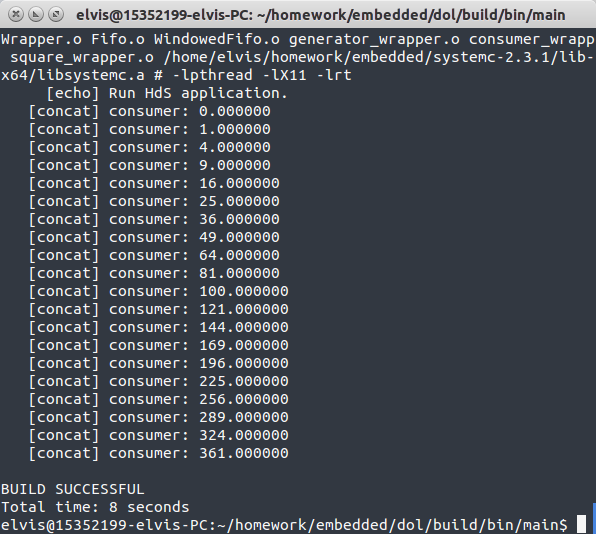 elvis@15352199-elvis-PC: ~/homework/embedded/dol/build/bin/main
Wrapper.o Fifo.o WindowedFifo.o generator_wrapper.o consumer_wrapp
square_wrapper.o /home/elvis/homework/embedded/systemc-2.3.1/lib-
x64/libsystemc.a # -lpthread -lX11 -lrt
[echo] Run HdS application.
[concat] consumer: 0.000000
[concat] consumer: 1.000000
[concat] consumer: 4.000000
[concat] consumer: 9.000000
[concat] consumer: 16.000000
[concat] consumer: 25.000000
[concat] consumer: 36.000000
[concat] consumer: 49.000000
[concat] consumer: 64.000000
[concat] consumer: 81.000000
[concat] consumer: 100.000000
[concat] consumer: 121.000000
[concat] consumer: 144.000000
[concat] consumer: 169.000000
[concat] consumer: 196.000000
[concat] consumer: 225.000000
[concat] consumer: 256.000000
[concat] consumer: 289.000000
[concat] consumer: 324.000000
[concat] consumer: 361.000000
BUILD SUCCESSFUL
Total time: 8 seconds
elvis@15352199-elvis-PC:~/homework/embedded/dol/build/bin/main$